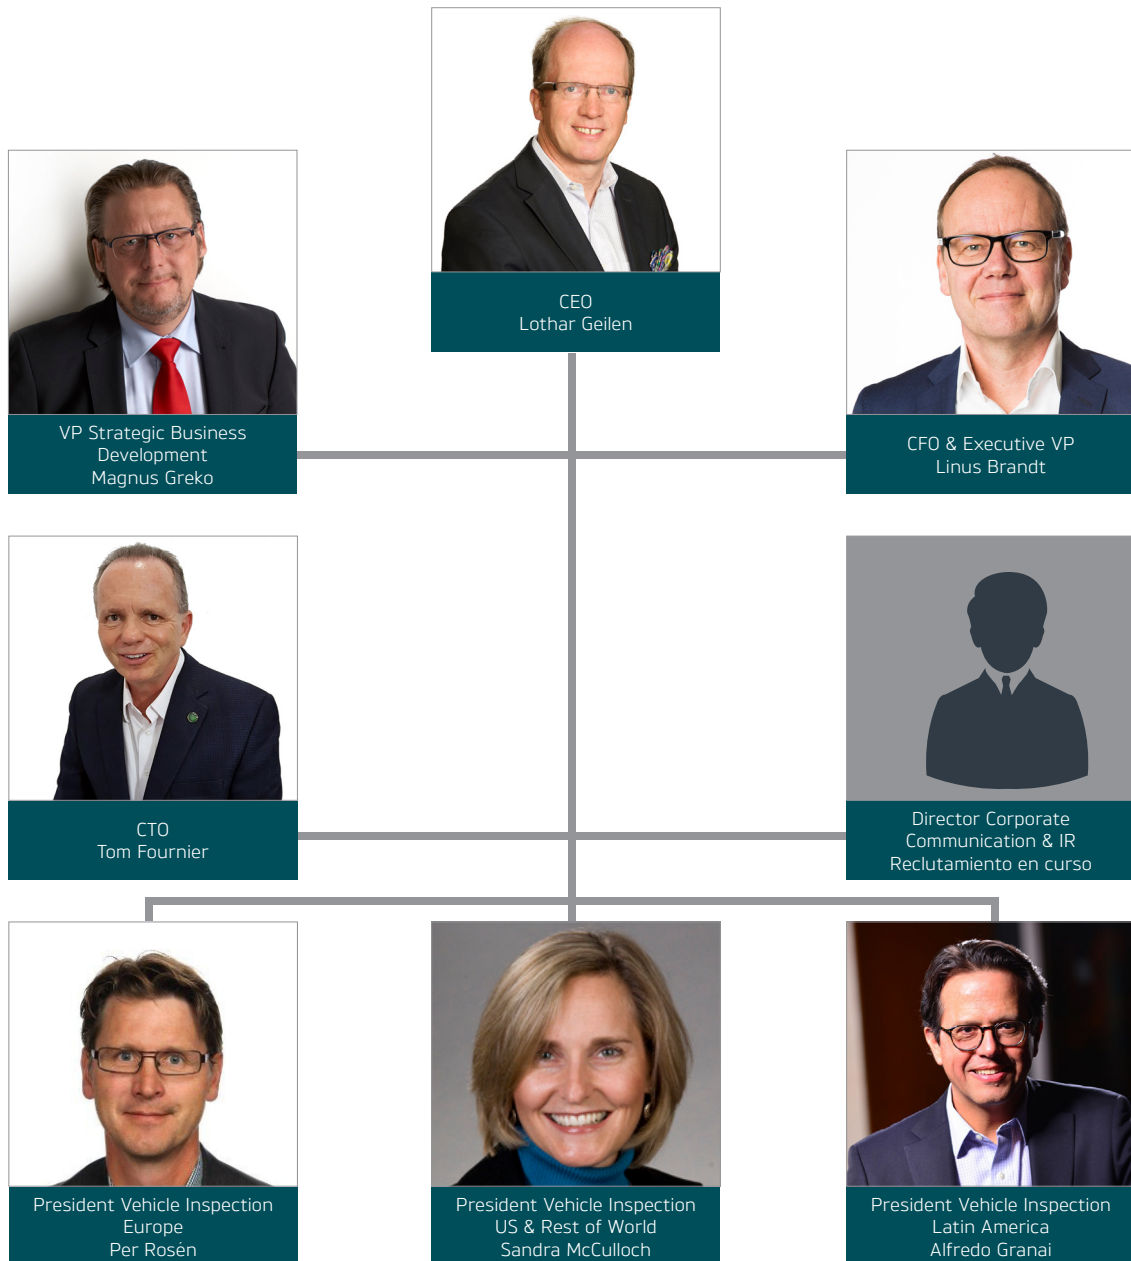 CEO
Lothar Geilen
VP Strategic Business
Development
Magnus Greko
CFO & Executive VP
Linus Brandt
CTO
Tom Fournier
Director Corporate
Communication & IR
Reclutamiento en curso
President Vehicle Inspection
Europe
Per Rosén
President Vehicle Inspection
US & Rest of World
Sandra McCulloch
President Vehicle Inspection
Latin America
Alfredo Granai